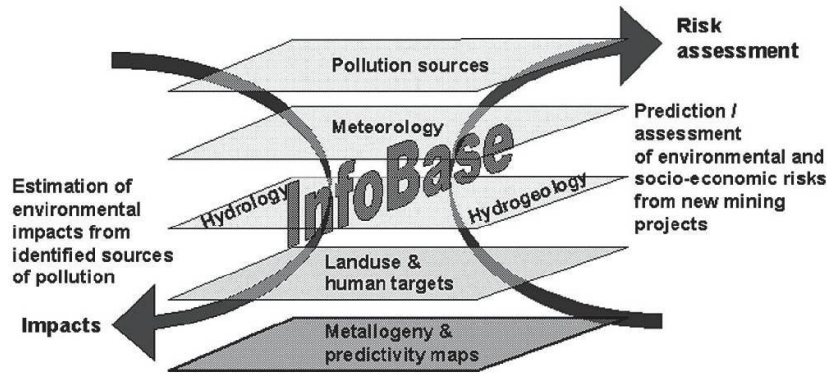 Risk
assessment
Pollution sources
Meteorology
Prediction /
assessment
of environmental and
socio-economic risks
from new mining
projects
InfoBase
Hydrology
Hydrogeology
Estimation of
environmental
impacts from
identified sources
of pollution
Landuse &
human targets
Impacts
Metallogeny &
predictivity maps